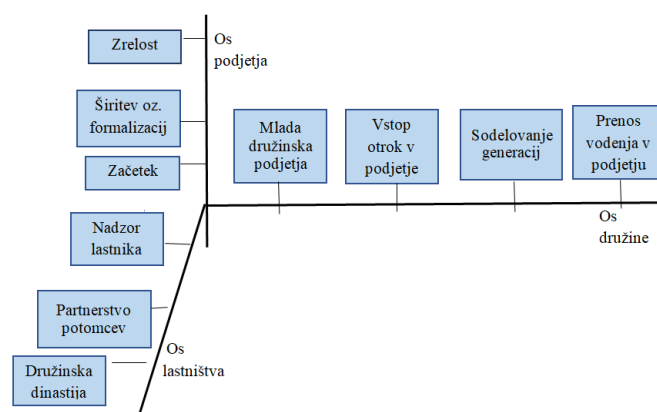 Zrelost
Os
podjetja
Širitev oz.
formalizacij
Začetek
Mlada
družinska
podjetja
Vstop
otrok v
podjetje
Sodelovanje
generacij
Prenos
vodenja v
podjetju
Os
družine
Nadzor
lastnika
Partnerstvo
potomcev
Družinska
dinastija
Os
lastništva